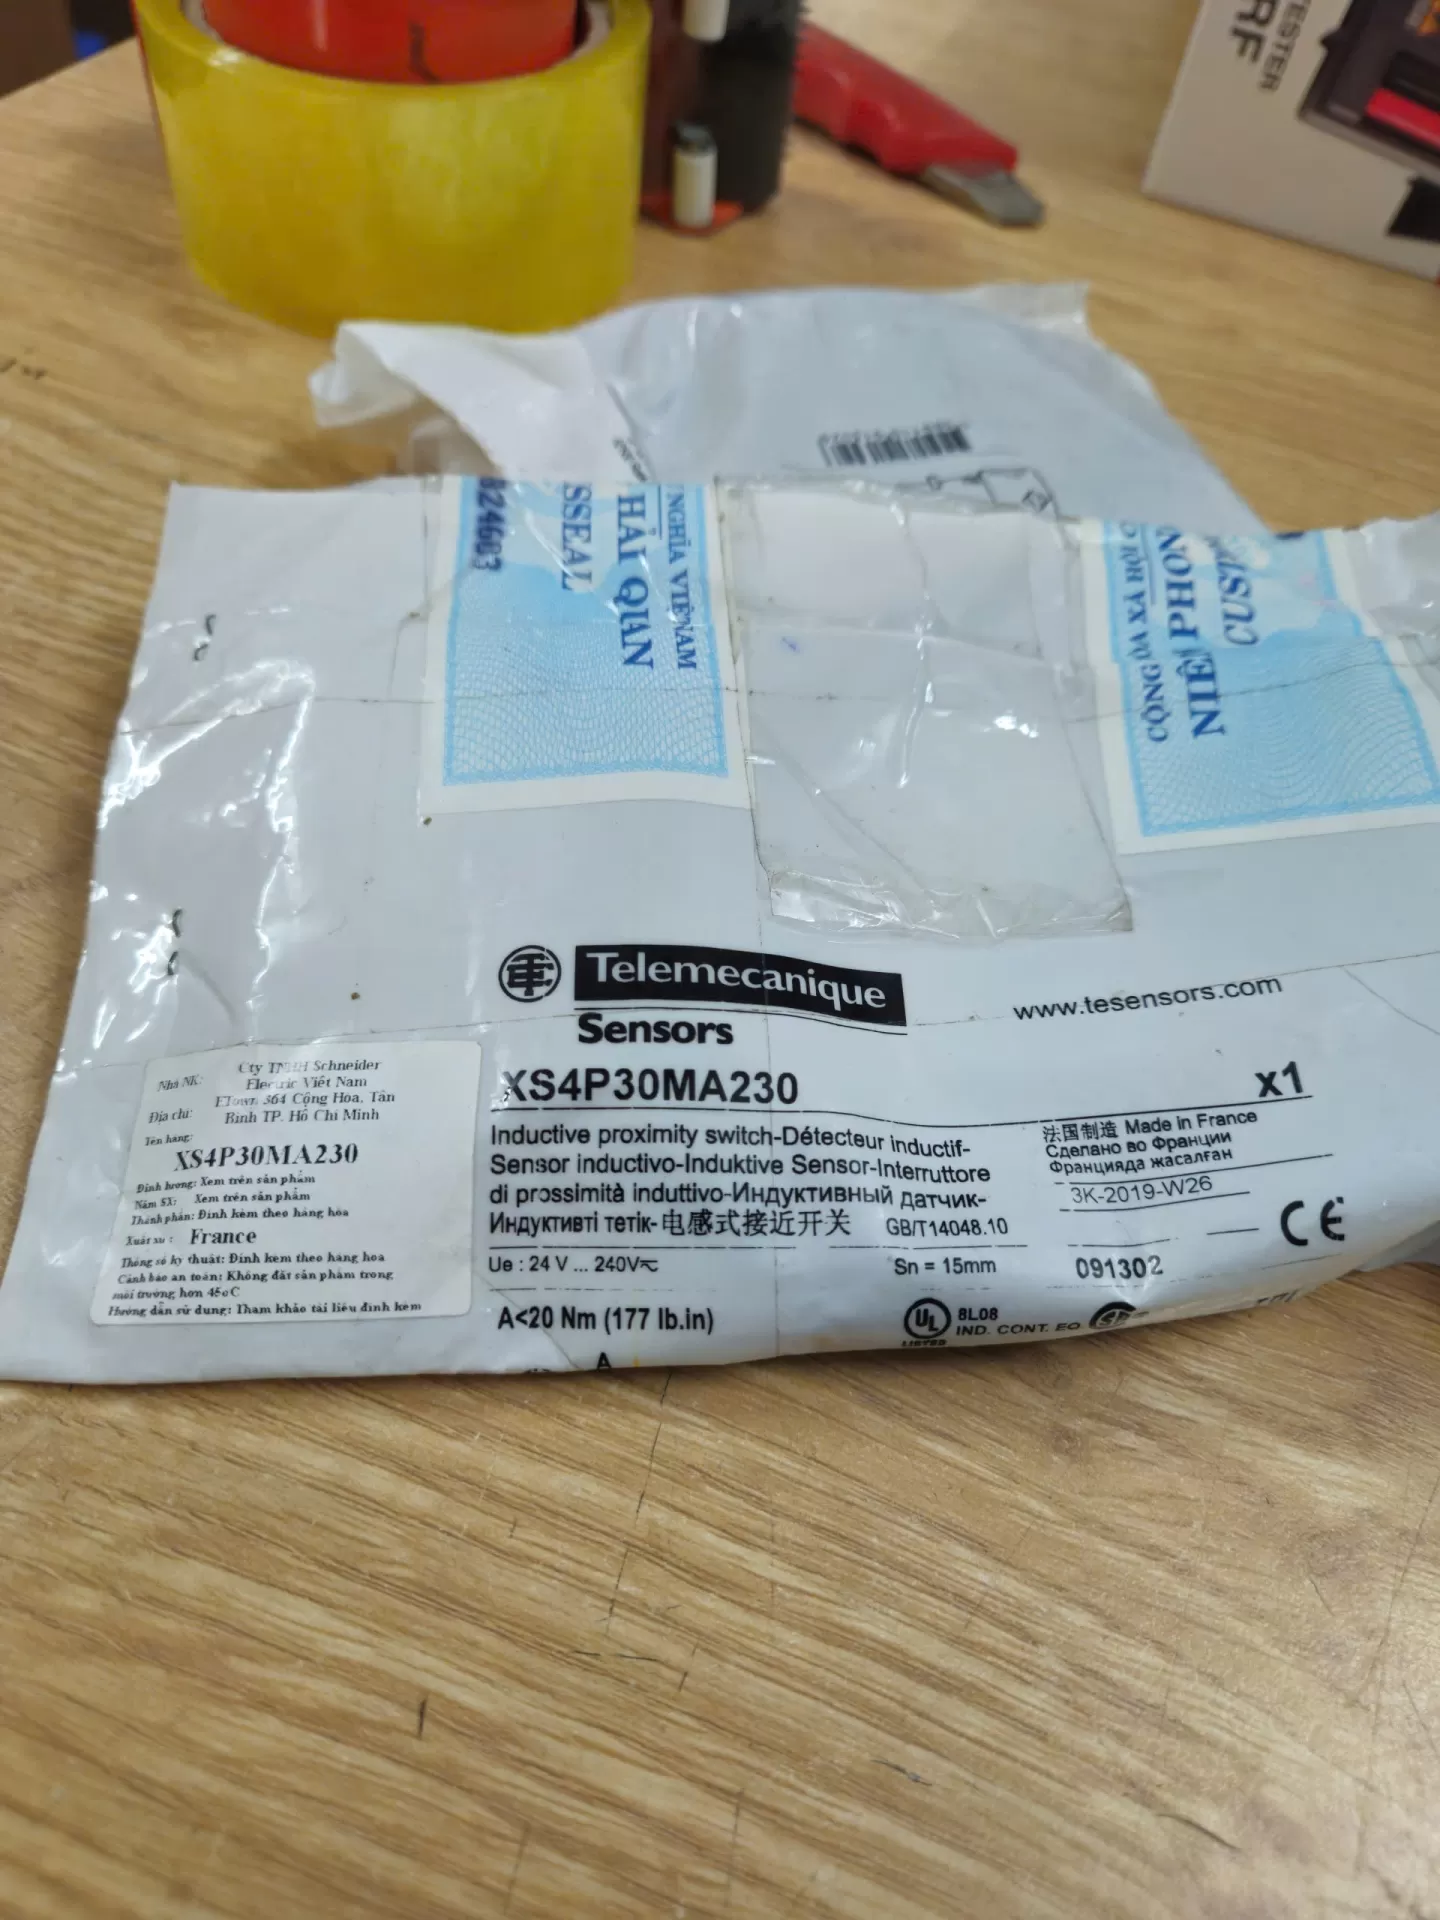 TESTER
RF
024603
SSEAL
HẢI QUAN
NGHĨA VIỆT NAM
CỘNG HÒA XÃ HỘI C
NIÊM PHON
CUSTO
Telemecanique
Sensors
www.tesensors.com
XS4P30MA230
x1
Inductive proximity switch-Détecteur inductif-
Sensor inductivo-Induktive Sensor-Interruttore
di prossimità induttivo-Индуктивный датчик-
Индуктивті тетік-电感式接近开关 GB/T14048.10
法国制造 Made in France
Сделано во Франции
Францияда жасалған
3K-2019-W26
CE
Ue : 24 V ... 240V
Sn = 15mm
091302
A<20 Nm (177 lb.in)
UL
LISTED
8L08
IND. CONT. EQ.
A
Nhà NK: Cty TNHH Schneider
Electric Việt Nam
Địa chỉ: ETown 364 Cộng Hòa, Tân
Bình TP. Hồ Chí Minh
Tên hàng:
XS4P30MA230
Định lượng: Xem trên sản phẩm
Năm SX: Xem trên sản phẩm
Thành phần: Đính kèm theo hàng hóa
Xuất xứ : France
Thông số kỹ thuật: Đính kèm theo hàng hóa
Cảnh báo an toàn: Không đặt sản phẩm trong
môi trường hơn 45oC
Hướng dẫn sử dụng: Tham khảo tài liệu đính kèm